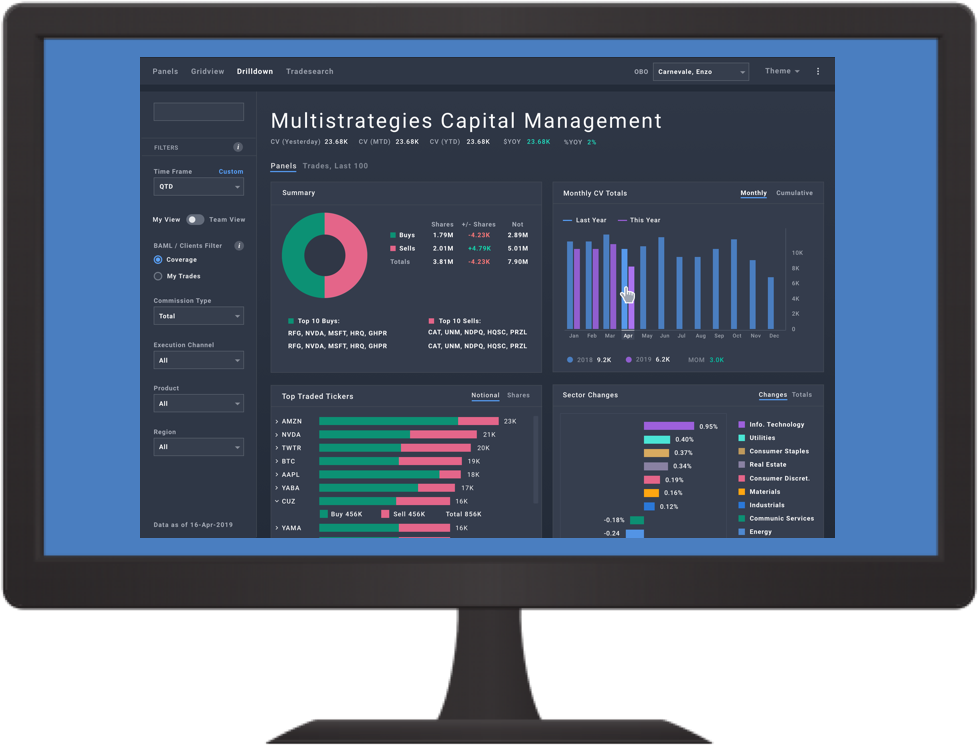 Panels Gridview Drilldown Tradesearch OBO Carnevale, Enzo Theme
Multistrategies Capital Management
CV (Yesterday) 23.68K CV (MTD) 23.68K CV (YTD) 23.68K $YOY 23.68K %YOY 2%
FILTERS i
Time Frame Custom
QTD
My View Team View
BAML / Clients Filter i
Coverage
My Trades
Commission Type
Total
Execution Channel
All
Product
All
Region
All
Data as of 16-Apr-2019
Panels Trades, Last 100
Summary
Shares +/- Shares Not
Buys 1.79M -4.23K 2.89M
Sells 2.01M +4.79K 5.01M
Totals 3.81M -4.23K 7.90M
Top 10 Buys:
RFG, NVDA, MSFT, HRQ, GHPR
RFG, NVDA, MSFT, HRQ, GHPR
Top 10 Sells:
CAT, UNM, NDPQ, HQSC, PRZL
CAT, UNM, NDPQ, HQSC, PRZL
Monthly CV Totals Monthly Cumulative
Last Year This Year
10K
8K
6K
4K
2K
0
Jan Feb Mar Apr May Jun Jul Aug Sep Oct Nov Dec
2018 9.2K 2019 6.2K MOM 3.0K
Top Traded Tickers Notional Shares
AMZN 23K
NVDA 21K
TWTR 20K
BTC 19K
AAPL 18K
YABA 17K
CUZ 16K
Buy 456K Sell 456K Total 856K
YAMA 16K
Sector Changes Changes Totals
0.95% Info. Technology
0.40% Utilities
0.37% Consumer Staples
0.34% Real Estate
0.19% Consumer Discret.
0.16% Materials
0.12% Industrials
-0.18% Communic Services
-0.24 Energy